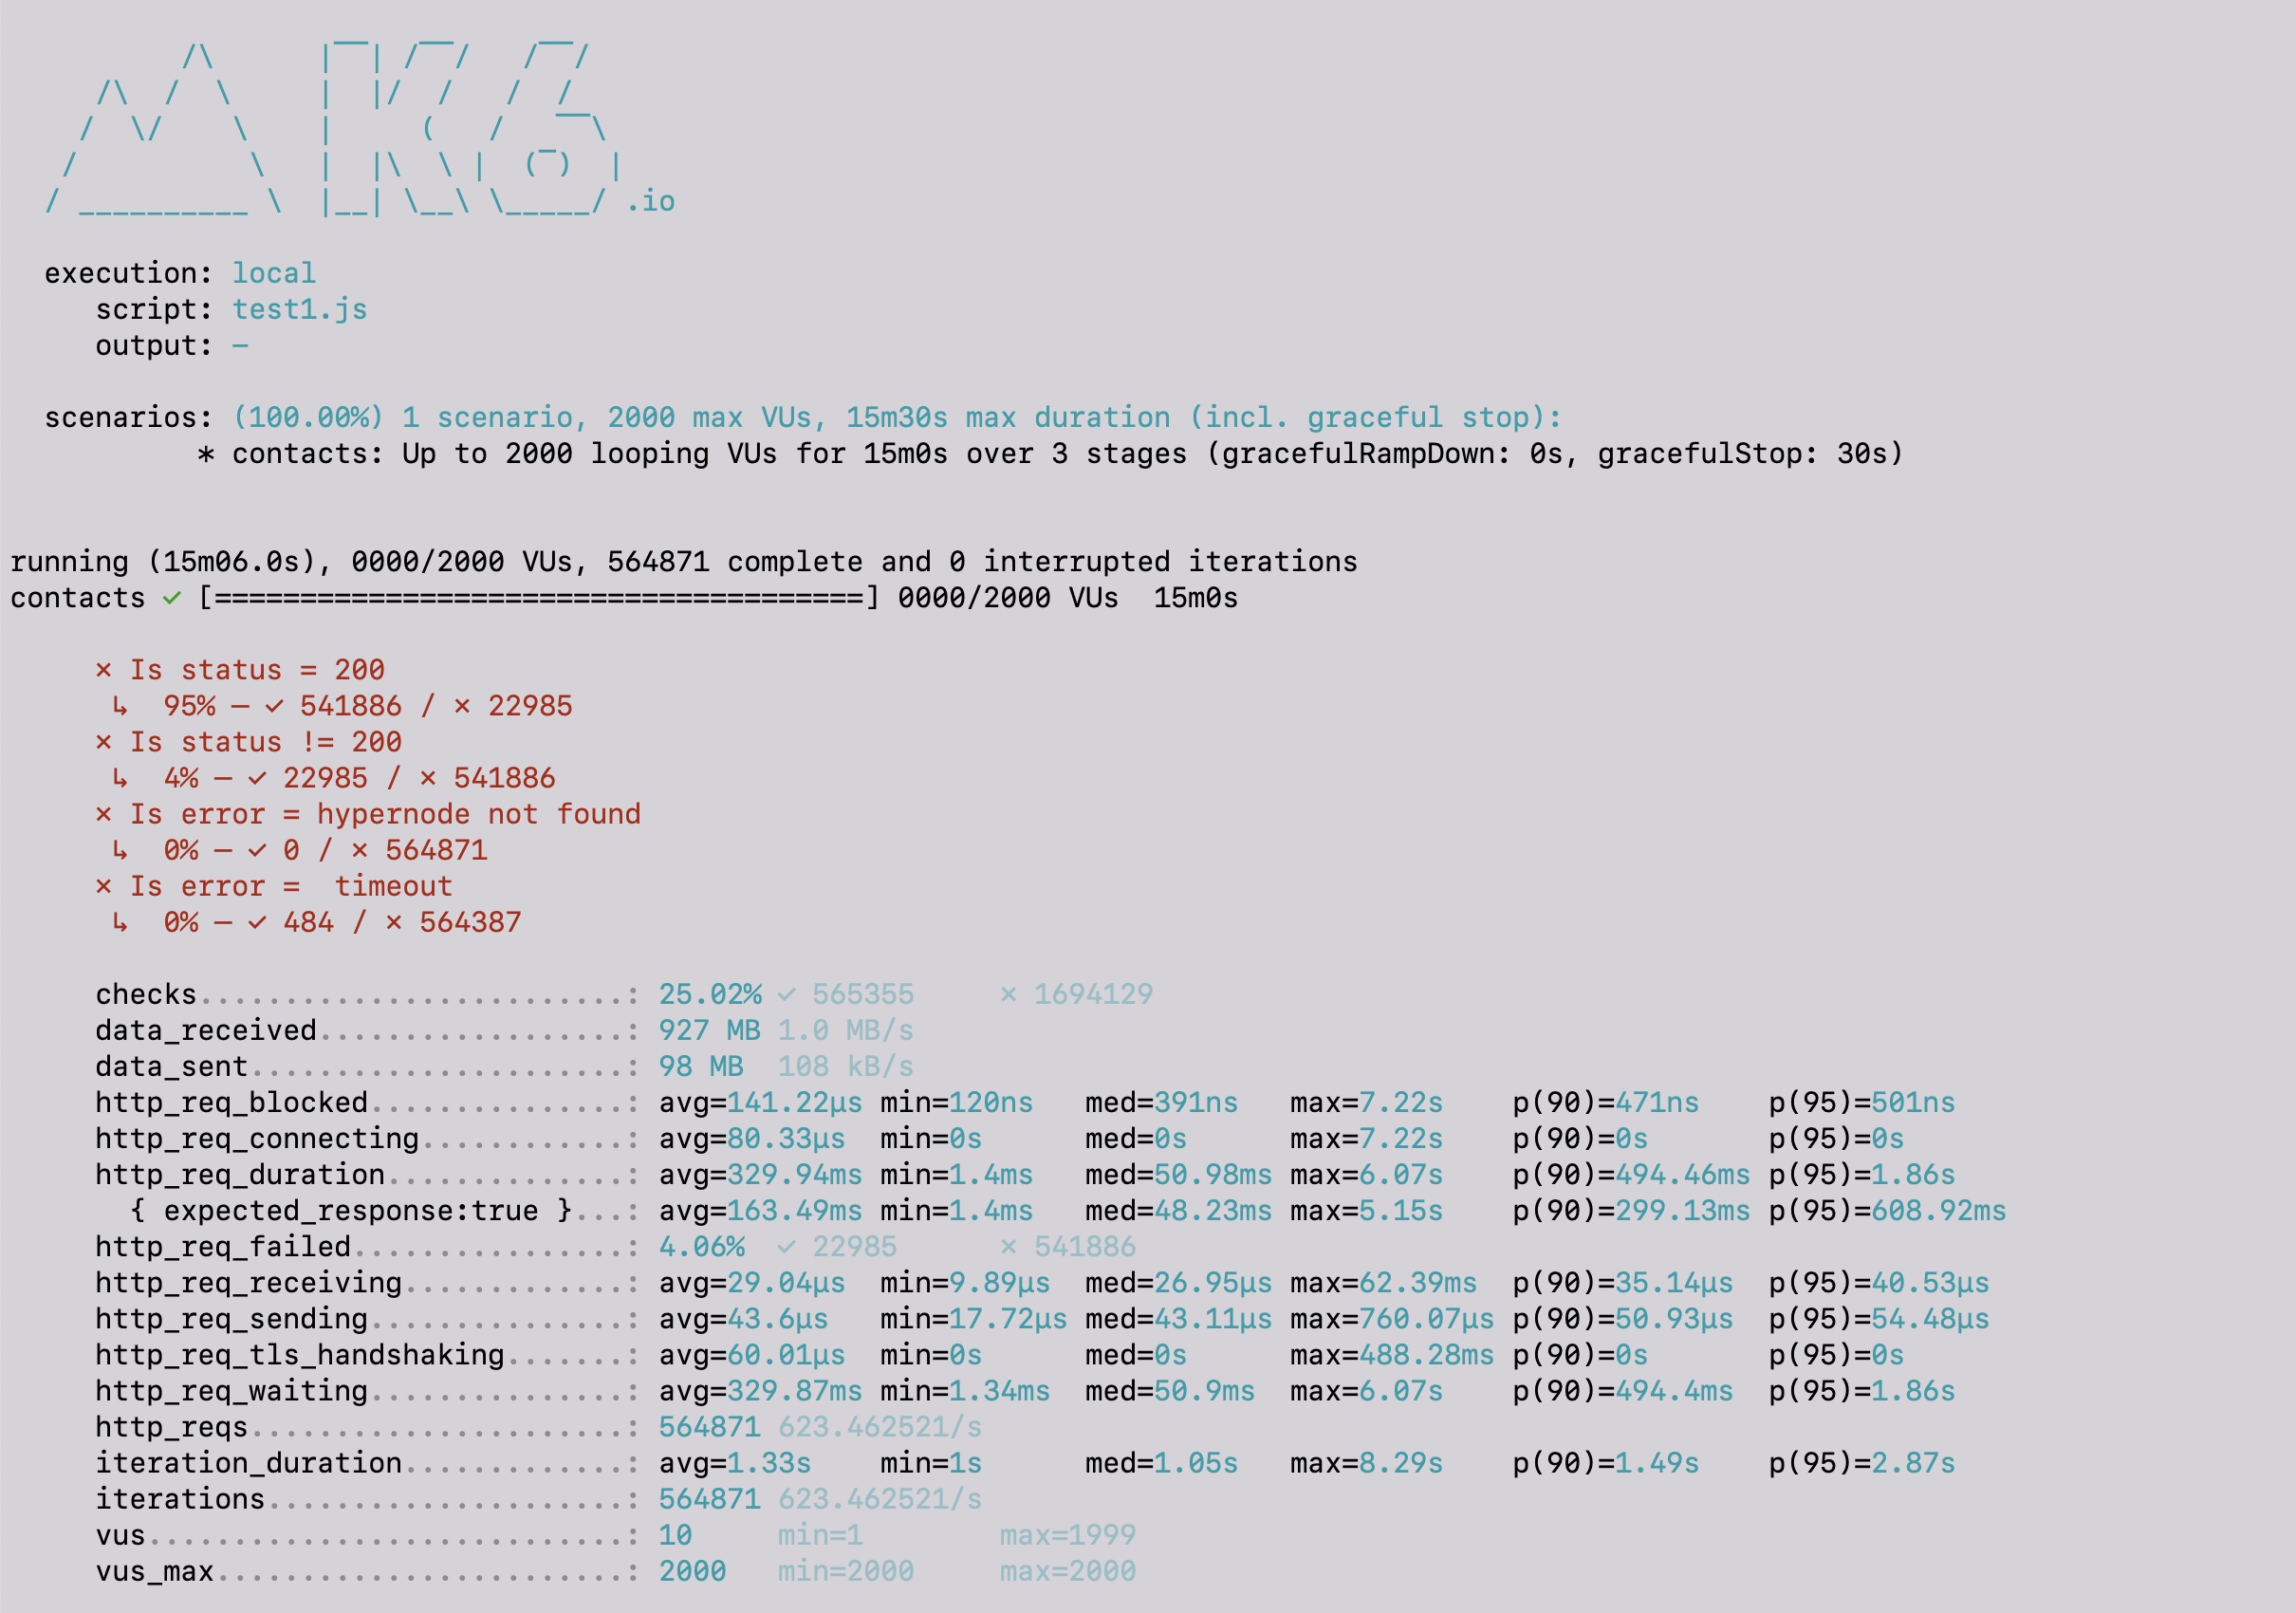 /\      |‾‾| /‾‾/   /‾‾/
     /\  /  \     |  |/  /   /  /
    /  \/    \    |     (   /   ‾‾\
   /          \   |  |\  \ |  (‾)  |
  / __________ \  |__| \__\ \_____/ .io

  execution: local
     script: test1.js
     output: –

  scenarios: (100.00%) 1 scenario, 2000 max VUs, 15m30s max duration (incl. graceful stop):
           * contacts: Up to 2000 looping VUs for 15m0s over 3 stages (gracefulRampDown: 0s, gracefulStop: 30s)

running (15m06.0s), 0000/2000 VUs, 564871 complete and 0 interrupted iterations
contacts ✓ [======================================] 0000/2000 VUs  15m0s

     ✗ Is status = 200
      ↳  95% — ✓ 541886 / ✗ 22985
     ✗ Is status != 200
      ↳  4% — ✓ 22985 / ✗ 541886
     ✗ Is error = hypernode not found
      ↳  0% — ✓ 0 / ✗ 564871
     ✗ Is error =  timeout
      ↳  0% — ✓ 484 / ✗ 564387

     checks.........................: 25.02% ✓ 565355     ✗ 1694129
     data_received..................: 927 MB 1.0 MB/s
     data_sent......................: 98 MB  108 kB/s
     http_req_blocked...............: avg=141.22µs min=120ns   med=391ns   max=7.22s    p(90)=471ns    p(95)=501ns
     http_req_connecting............: avg=80.33µs  min=0s      med=0s      max=7.22s    p(90)=0s       p(95)=0s
     http_req_duration..............: avg=329.94ms min=1.4ms   med=50.98ms max=6.07s    p(90)=494.46ms p(95)=1.86s
       { expected_response:true }...: avg=163.49ms min=1.4ms   med=48.23ms max=5.15s    p(90)=299.13ms p(95)=608.92ms
     http_req_failed................: 4.06%  ✓ 22985      ✗ 541886
     http_req_receiving.............: avg=29.04µs  min=9.89µs  med=26.95µs max=62.39ms  p(90)=35.14µs  p(95)=40.53µs
     http_req_sending...............: avg=43.6µs   min=17.72µs med=43.11µs max=760.07µs p(90)=50.93µs  p(95)=54.48µs
     http_req_tls_handshaking.......: avg=60.01µs  min=0s      med=0s      max=488.28ms p(90)=0s       p(95)=0s
     http_req_waiting...............: avg=329.87ms min=1.34ms  med=50.9ms  max=6.07s    p(90)=494.4ms  p(95)=1.86s
     http_reqs......................: 564871 623.462521/s
     iteration_duration.............: avg=1.33s    min=1s      med=1.05s   max=8.29s    p(90)=1.49s    p(95)=2.87s
     iterations.....................: 564871 623.462521/s
     vus............................: 10     min=1        max=1999
     vus_max........................: 2000   min=2000     max=2000